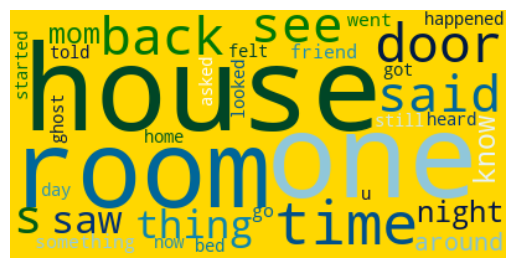 started
mom
back
see
went
happened
told
felt
friend
door
house
asked
looked
got
said
ghost
home
still
heard
room
one
know
day
u
s
saw
thing
go
time
night
something
now
bed
around